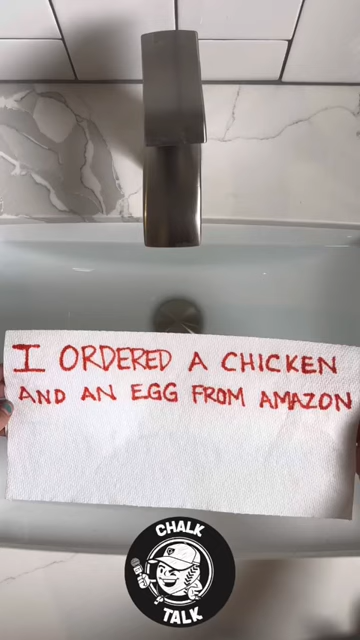 I ORDERED A CHICKEN
AND AN EGG FROM AMAZON
CHALK
TALK